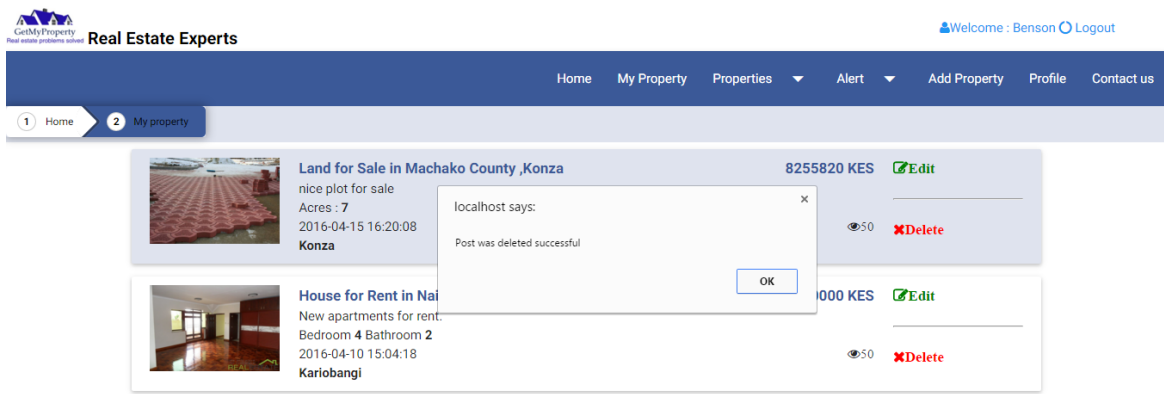 GetMyProperty
Real estate problems solved
Real Estate Experts
Welcome : Benson Logout
Home My Property Properties Alert Add Property Profile Contact us
1 Home 2 My property
Land for Sale in Machako County ,Konza 8255820 KES Edit
nice plot for sale
Acres : 7
2016-04-15 16:20:08 50 Delete
Konza
localhost says: ×
Post was deleted successful
OK
House for Rent in Nai 0000 KES Edit
New apartments for rent.
Bedroom 4 Bathroom 2
2016-04-10 15:04:18 50 Delete
Kariobangi
REAL